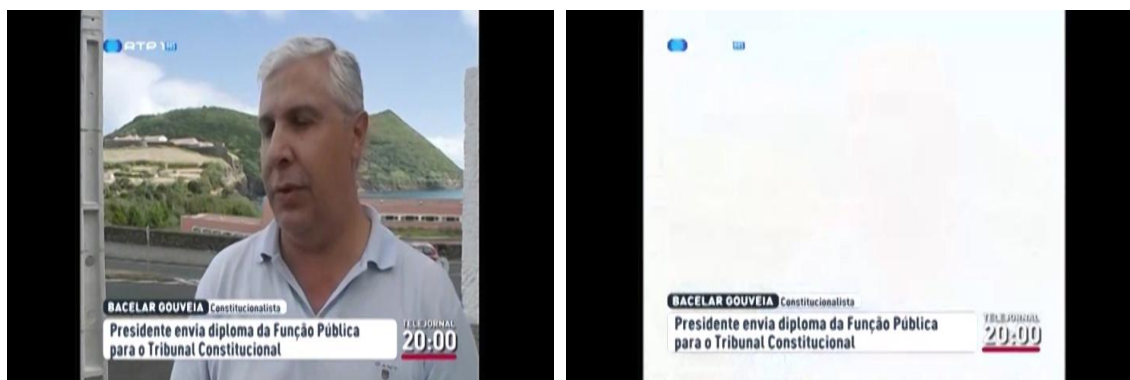 RTP 1
BACELAR GOUVEIA Constitucionalista
Presidente envia diploma da Função Pública
para o Tribunal Constitucional
TELEJORNAL
20:00
GANT
BACELAR GOUVEIA Constitucionalista
Presidente envia diploma da Função Pública
para o Tribunal Constitucional
TELEJORNAL
20:00